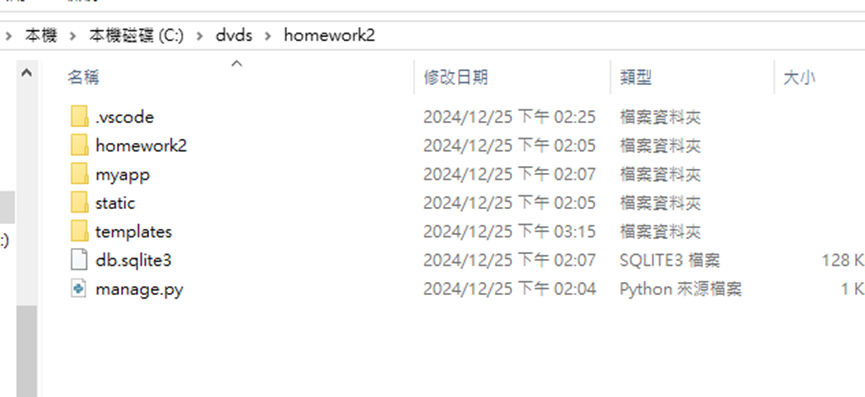 本機 > 本機磁碟 (C:) > dvds > homework2
名稱 修改日期 類型 大小
.vscode 2024/12/25 下午 02:25 檔案資料夾
homework2 2024/12/25 下午 02:05 檔案資料夾
myapp 2024/12/25 下午 02:07 檔案資料夾
static 2024/12/25 下午 02:05 檔案資料夾
templates 2024/12/25 下午 03:15 檔案資料夾
:)
db.sqlite3 2024/12/25 下午 02:07 SQLITE3 檔案 128 K
manage.py 2024/12/25 下午 02:04 Python 來源檔案 1 K